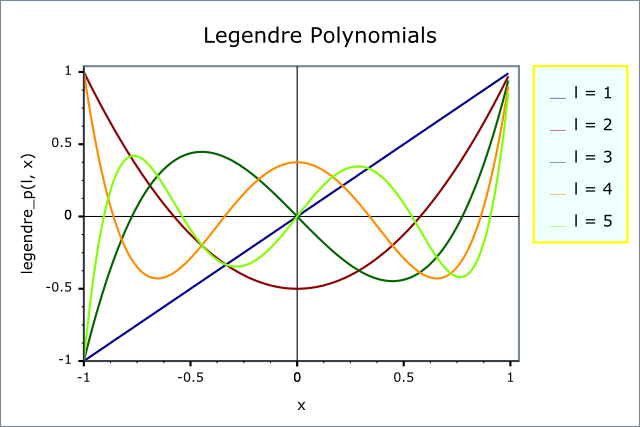 Legendre Polynomials
legendre_p(l, x)
1
0.5
0
-0.5
-1
-1
-0.5
0
0.5
1
x
l = 1
l = 2
l = 3
l = 4
l = 5